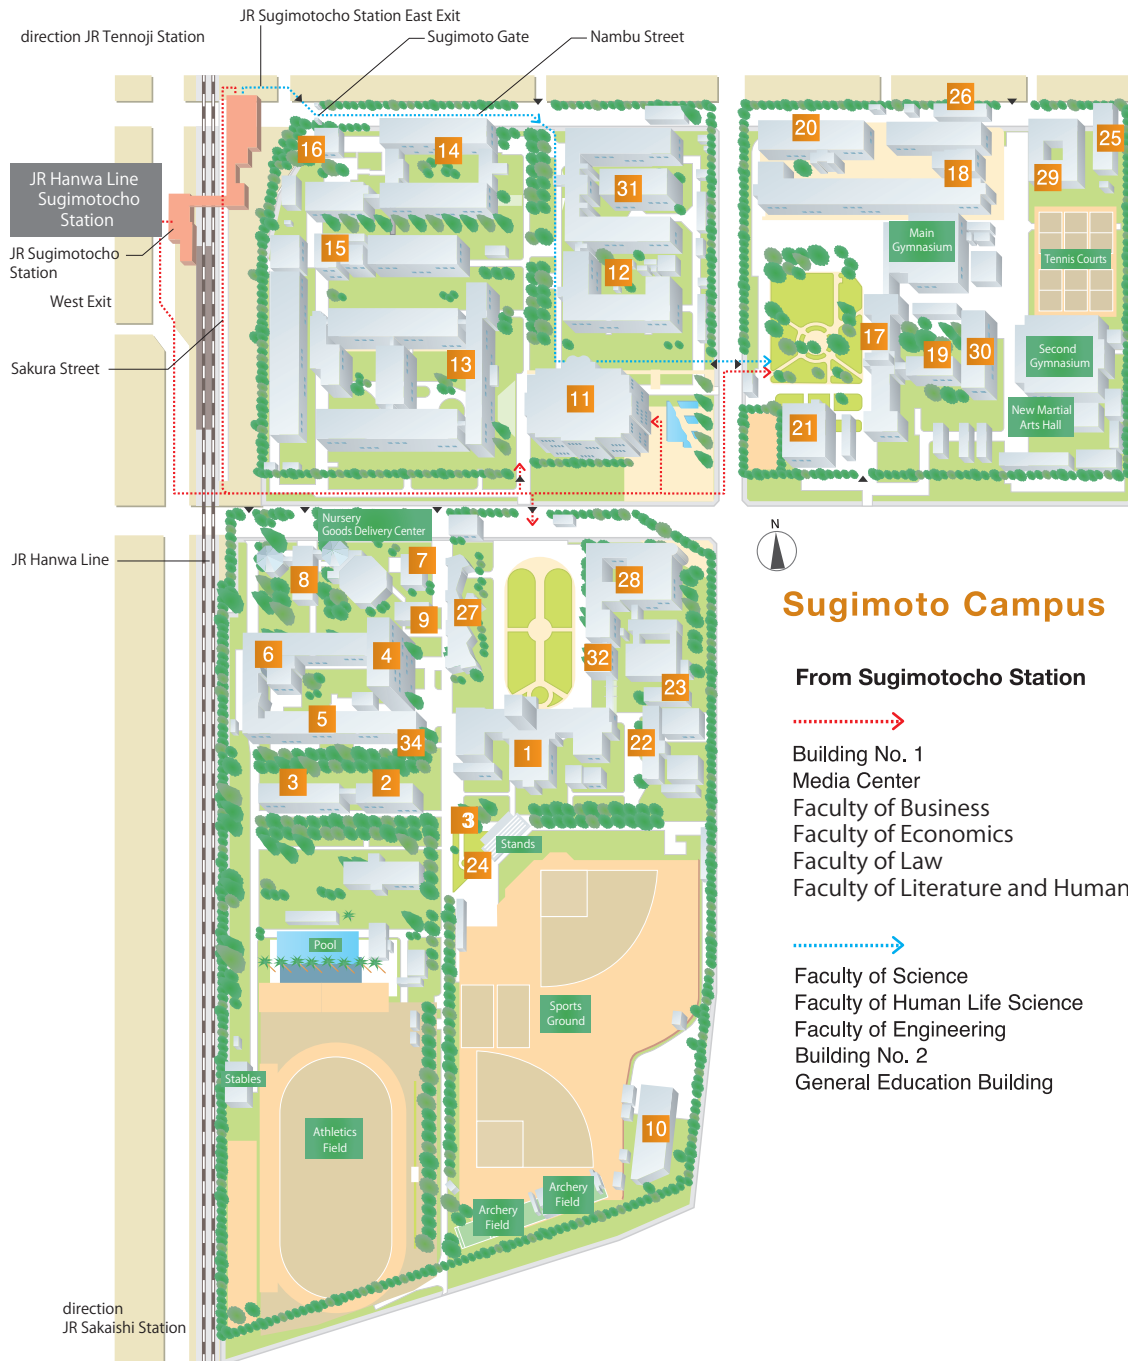 JR Sugimotocho Station East Exit
direction JR Tennoji Station
Sugimoto Gate
Nambu Street
26
20
25
16
14
18
29
31
JR Hanwa Line
Sugimotocho
Station
Main
Gymnasium
JR Sugimotocho
Station
15
Tennis Courts
12
West Exit
17
19
30
Second
Gymnasium
Sakura Street
13
11
New Martial
Arts Hall
21
Nursery
Goods Delivery Center
N
JR Hanwa Line
7
8
28
27
9
Sugimoto Campus
6
4
32
From Sugimotocho Station
23
5
34
1
22
Building No. 1
3
2
Media Center
Faculty of Business
3
Faculty of Economics
Stands
24
Faculty of Law
Faculty of Literature and Human
Pool
Faculty of Science
Sports
Ground
Faculty of Human Life Science
Faculty of Engineering
Building No. 2
Stables
General Education Building
Athletics
Field
10
Archery
Field
Archery
Field
direction
JR Sakaishi Station